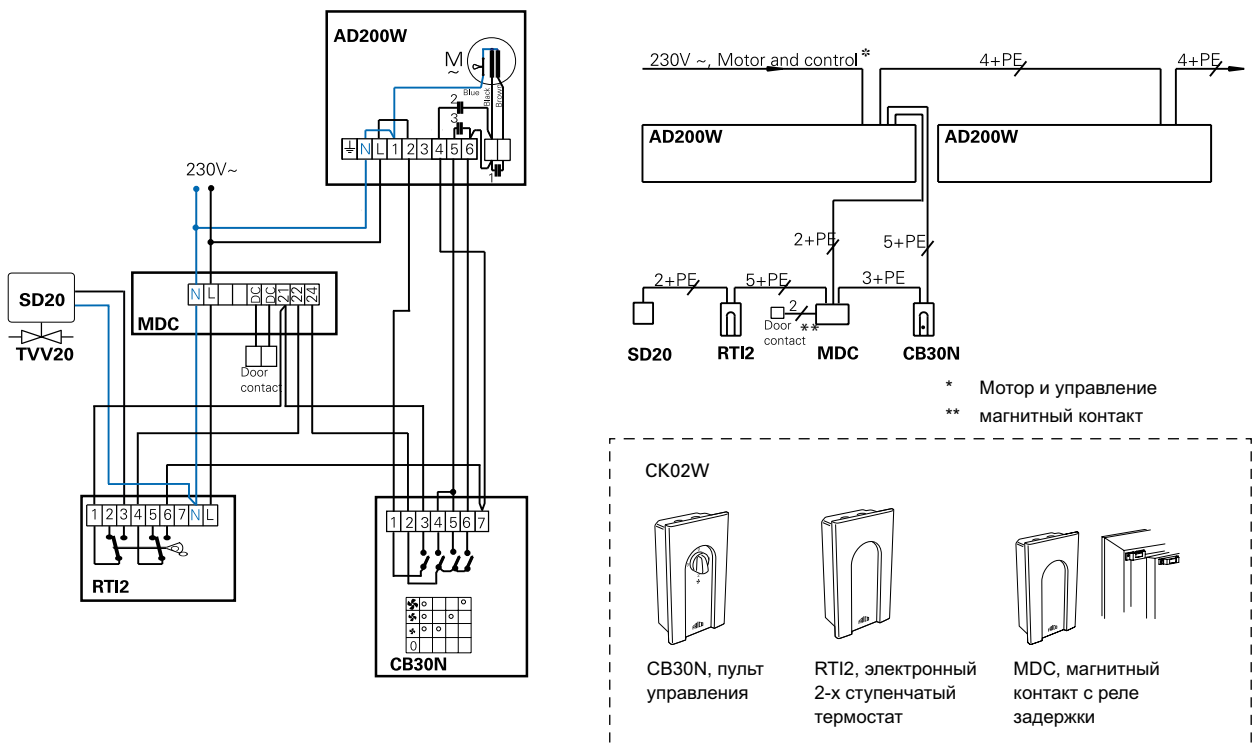 AD200W
M
~
Blue
Black
Brown
2
3
N L 1 2 3 4 5 6
1
230V~
SD20
TVV20
N L DC DC 21 22 24
MDC
Door
contact
1 2 3 4 5 6 7 N L
RTI2
1 2 3 4 5 6 7
0
CB30N
230V ~, Motor and control *
4+PE
4+PE
AD200W
AD200W
2+PE
5+PE
2+PE
5+PE
3+PE
2
Door
contact
**
SD20
RTI2
MDC
CB30N
* Мотор и управление
** магнитный контакт
CK02W
CB30N, пульт
управления
RTI2, электронный
2-х ступенчатый
термостат
MDC, магнитный
контакт с реле
задержки